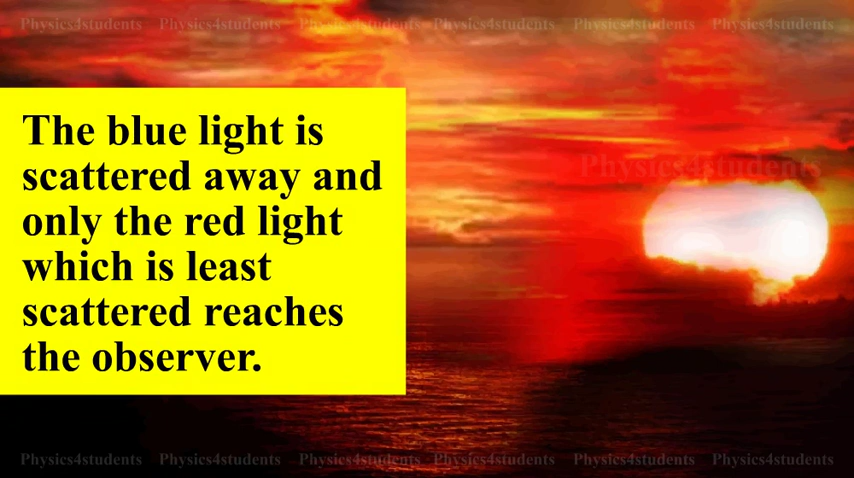 Physics4students Physics4students Physics4students Physics4students Physics4students Physics4students
The blue light is
scattered away and
only the red light
which is least
scattered reaches
the observer.
Physics4students
Physics4students Physics4students Physics4students Physics4students Physics4students Physics4students